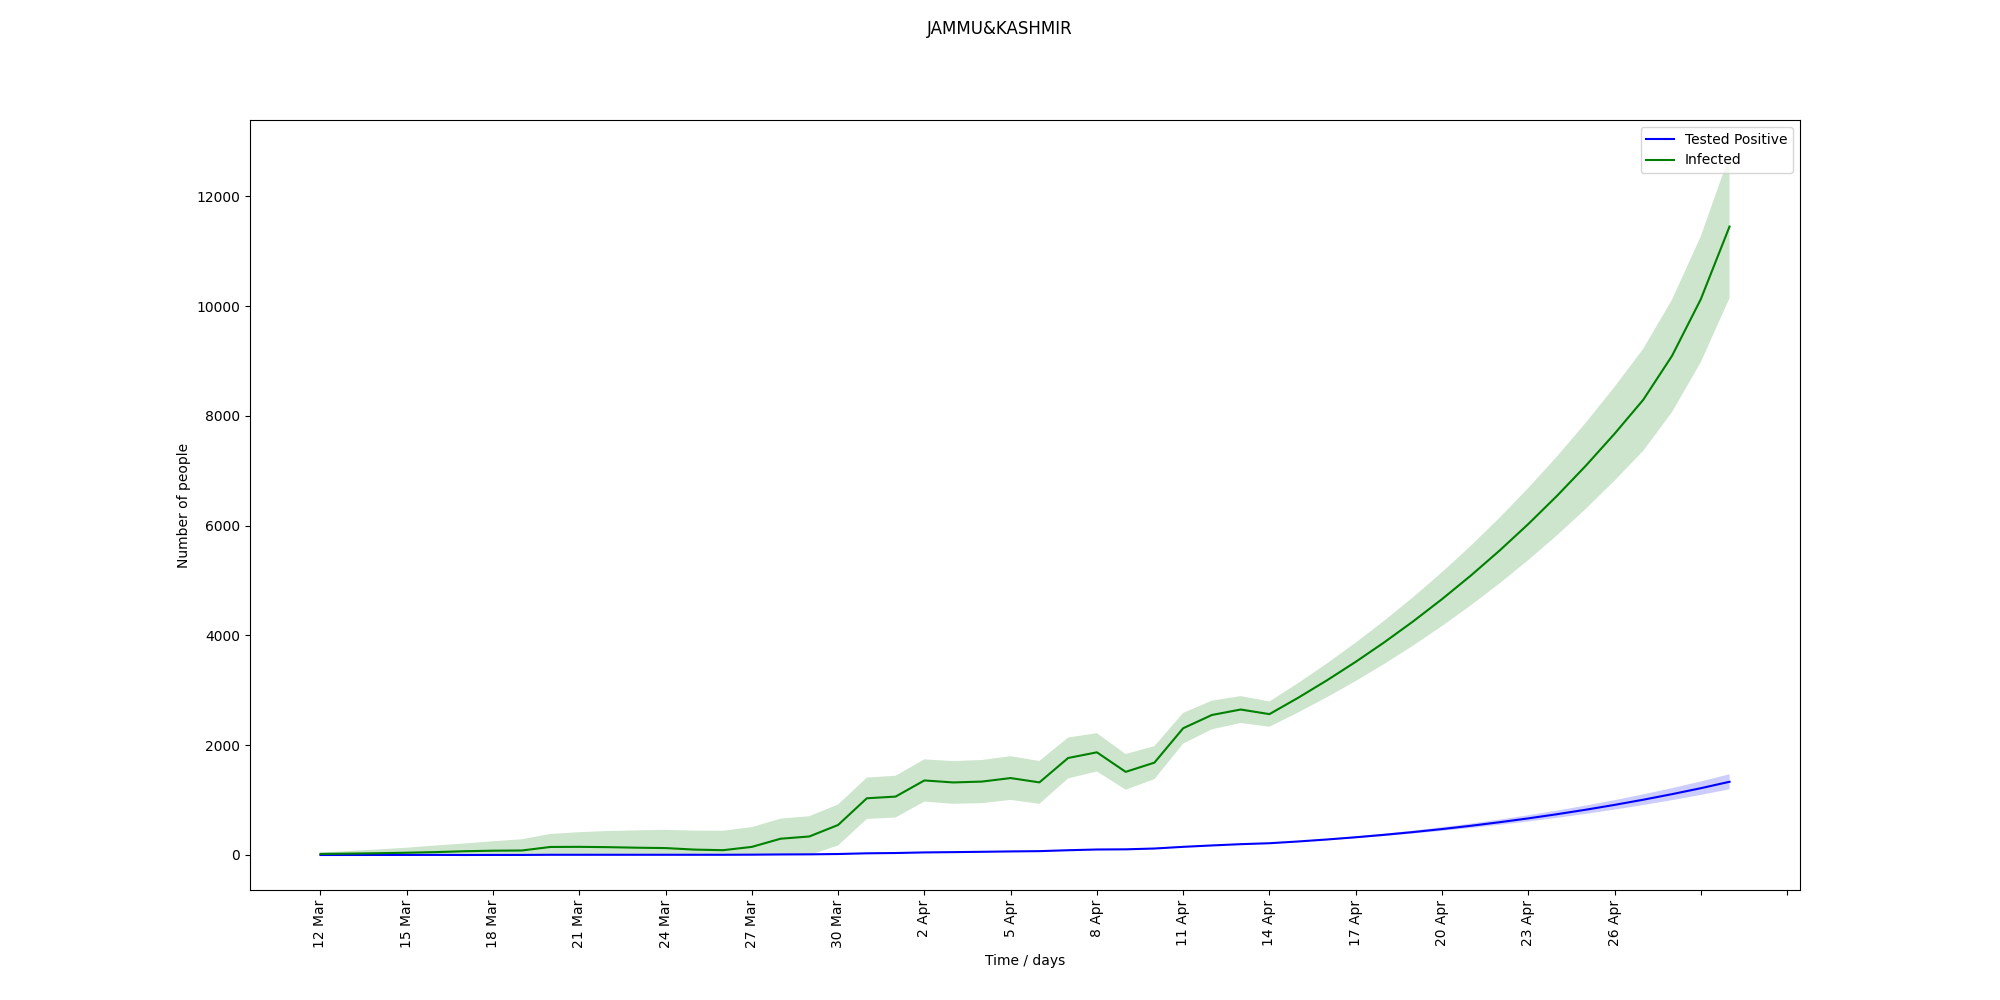 JAMMU&KASHMIR
Tested Positive
Infected
12000
10000
8000
6000
4000
2000
0
Number of people
12 Mar
15 Mar
18 Mar
21 Mar
24 Mar
27 Mar
30 Mar
2 Apr
5 Apr
8 Apr
11 Apr
14 Apr
17 Apr
20 Apr
23 Apr
26 Apr
Time / days